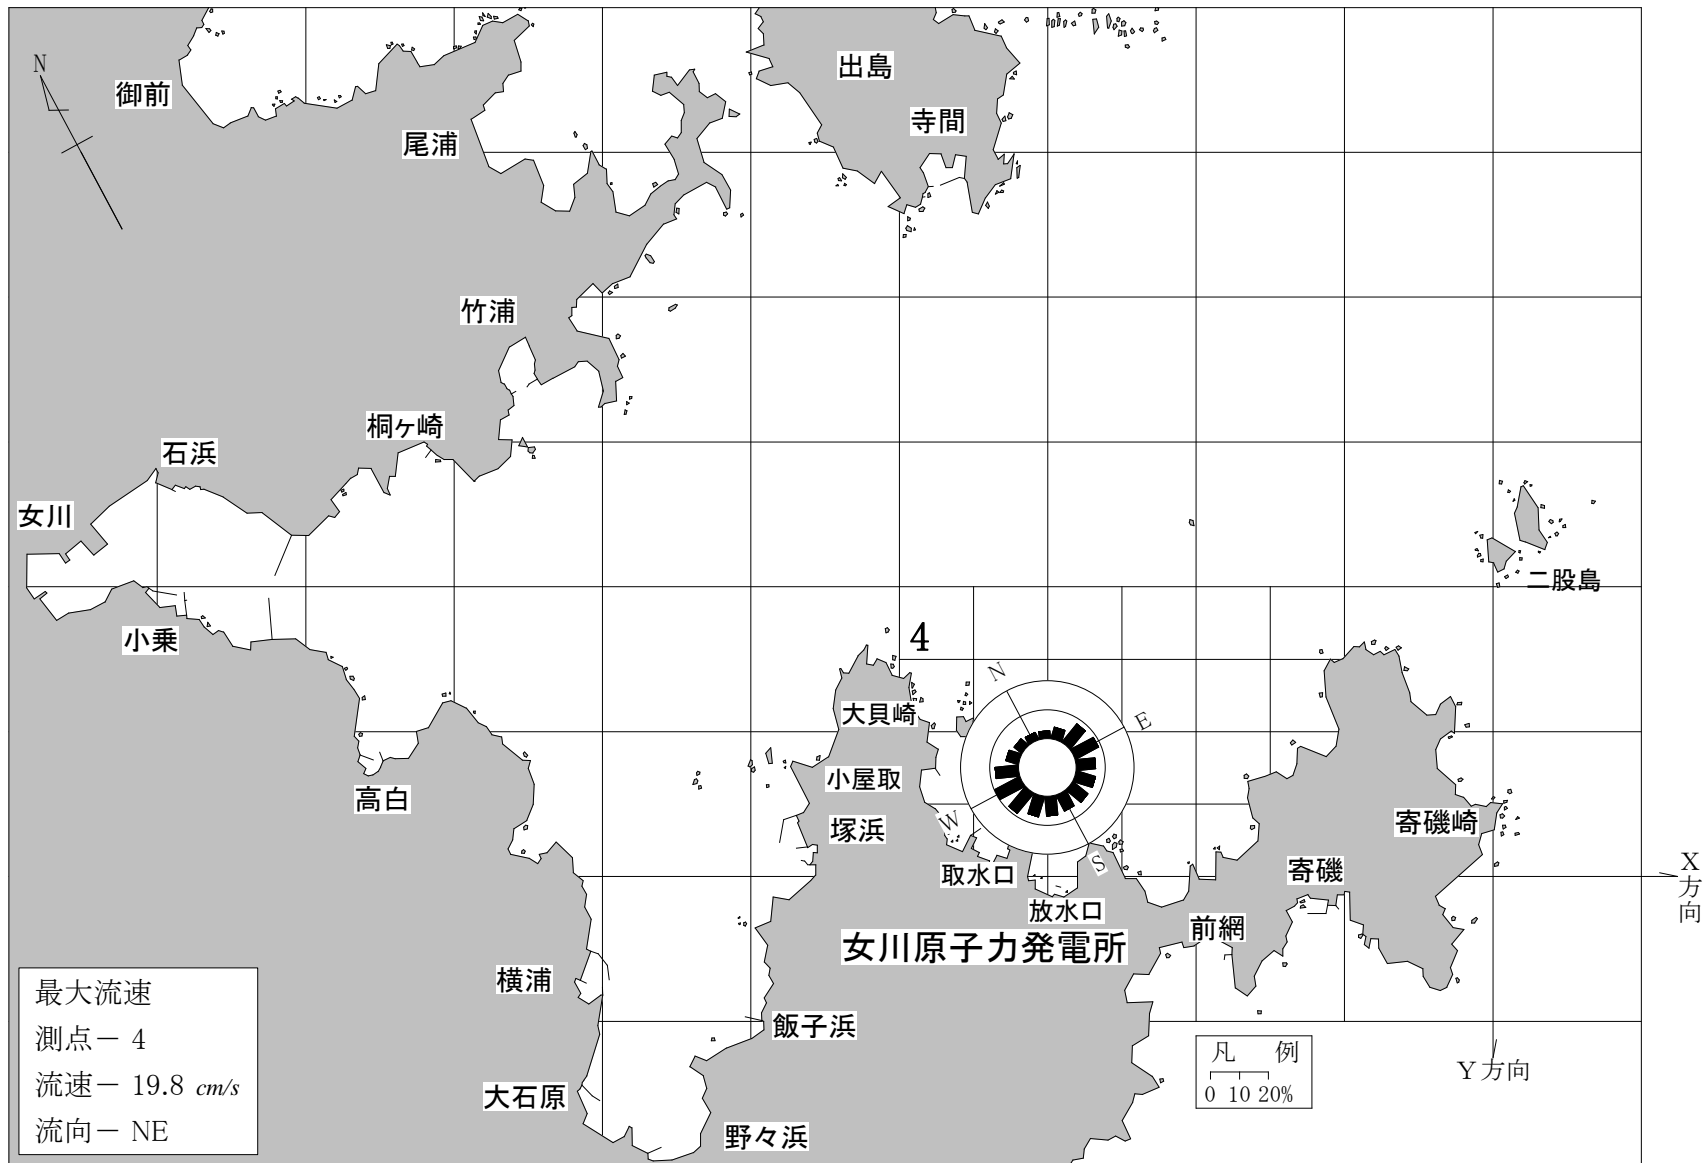 N
御前
出島
寺間
尾浦
竹浦
桐ヶ崎
石浜
女川
二股島
小乗
4
N
E
大貝崎
小屋取
高白
塚浜
W
S
寄磯崎
取水口
寄磯
X方向
放水口
前網
女川原子力発電所
横浦
飯子浜
大石原
野々浜
Y方向
凡 例
0 10 20%
最大流速
測点－ 4
流速－ 19.8 cm/s
流向－ NE